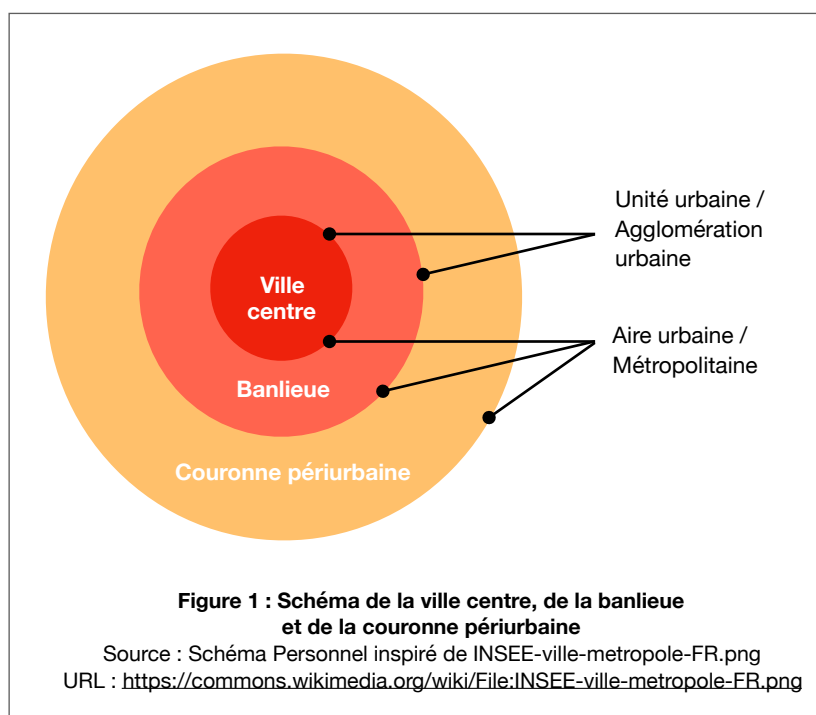 Ville
centre
Banlieue
Couronne périurbaine
Unité urbaine /
Agglomération
urbaine
Aire urbaine /
Métropolitaine
Figure 1 : Schéma de la ville centre, de la banlieue
et de la couronne périurbaine
Source : Schéma Personnel inspiré de INSEE-ville-metropole-FR.png
URL : https://commons.wikimedia.org/wiki/File:INSEE-ville-metropole-FR.png